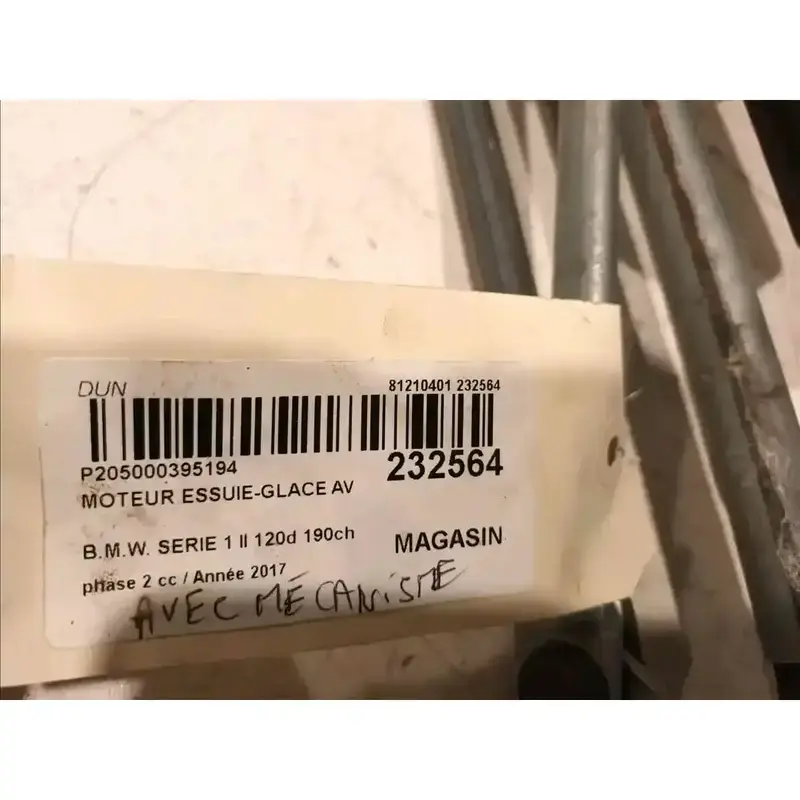 DUN 81210401 232564
P205000395194 232564
MOTEUR ESSUIE-GLACE AV
B.M.W. SERIE 1 II 120d 190ch MAGASIN
phase 2 cc / Année 2017
AVEC MÉCANISME